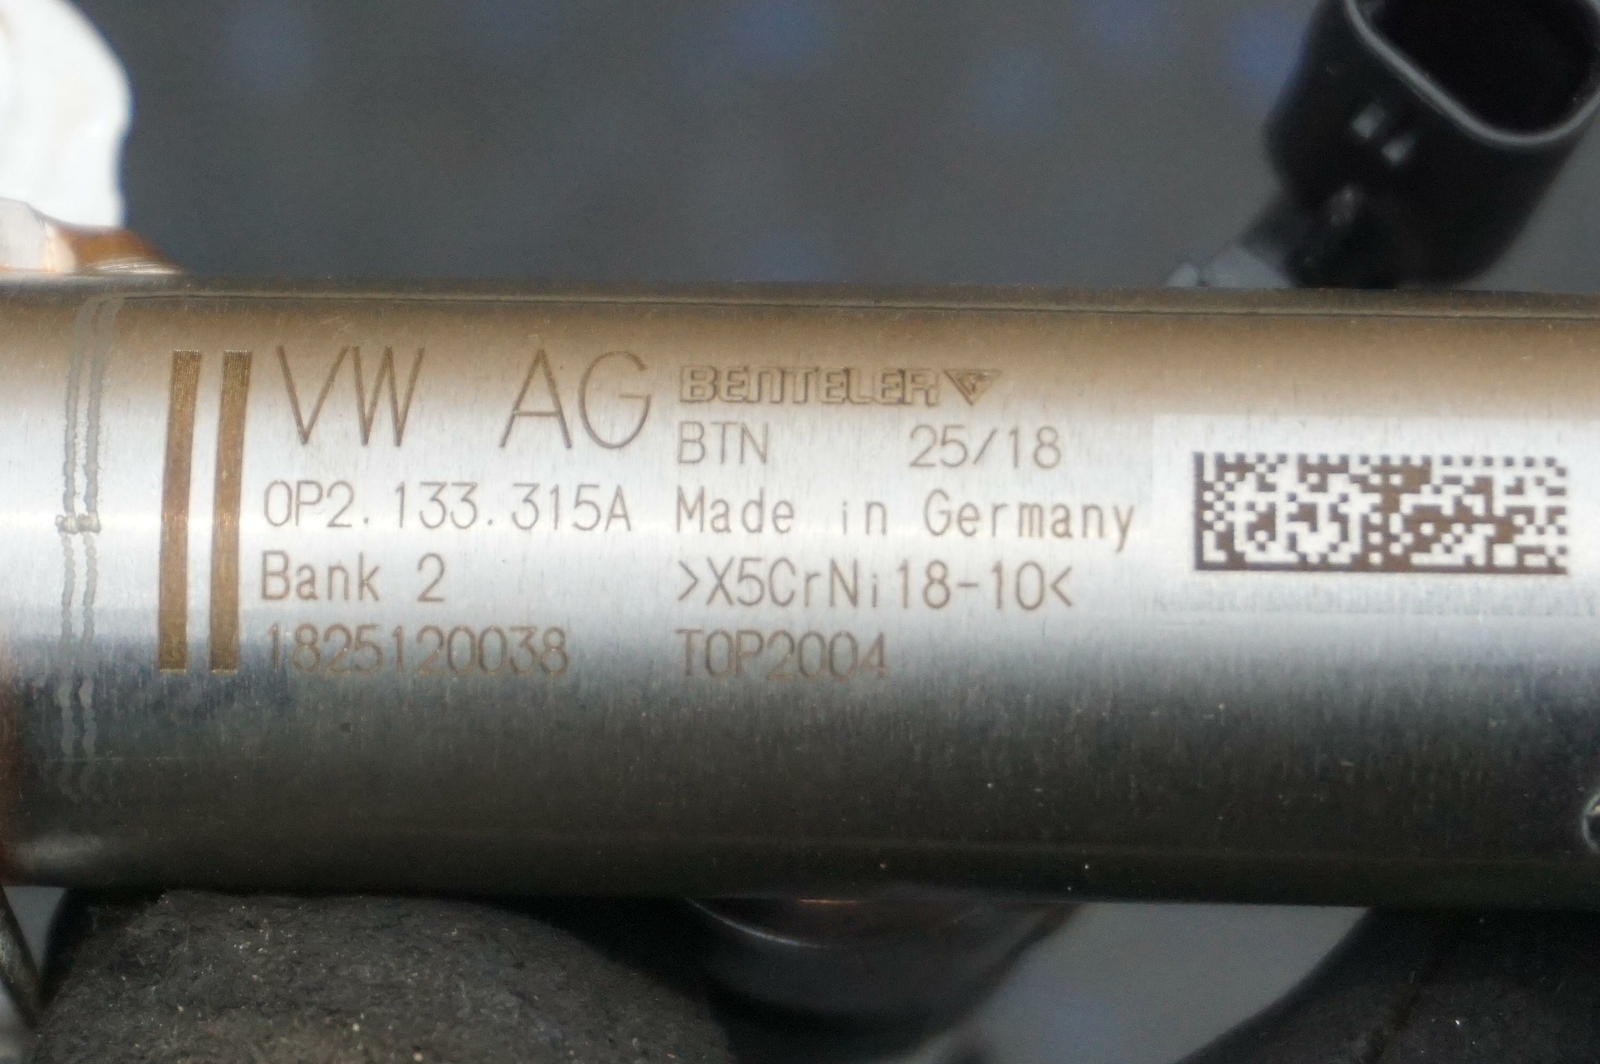 VW AG
0P2.133.315A
Bank 2
1825120038
BENTELER
BTN 25/18
Made in Germany
>X5CrNi18-10<
TOP2004